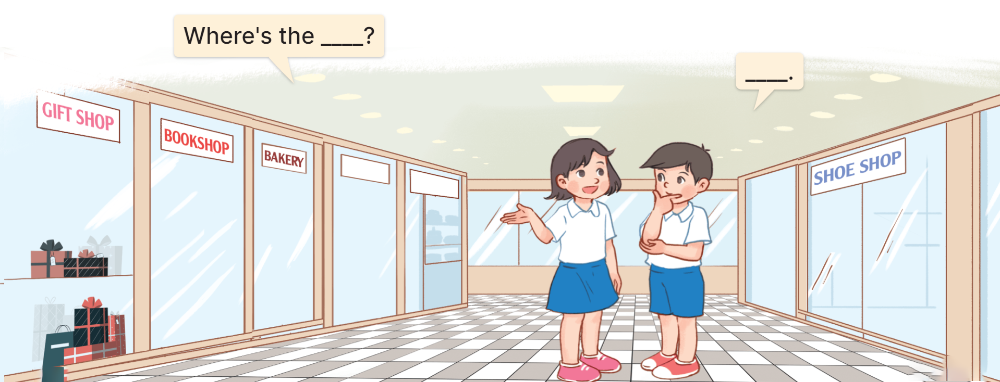 Where's the ____?
____.
GIFT SHOP
BOOKSHOP
BAKERY
SHOE SHOP